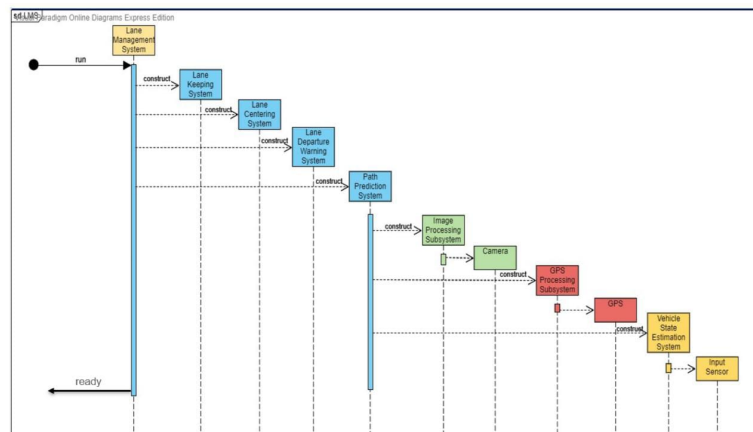 sd LMS
Visual Paradigm Online Diagrams Express Edition
Lane
Management
System
run
construct
Lane
Keeping
System
construct
Lane
Centering
System
construct
Lane
Departure
Warning
System
construct
Path
Prediction
System
construct
Image
Processing
Subsystem
Camera
construct
GPS
Processing
Subsystem
GPS
construct
Vehicle
State
Estimation
System
Input
Sensor
ready